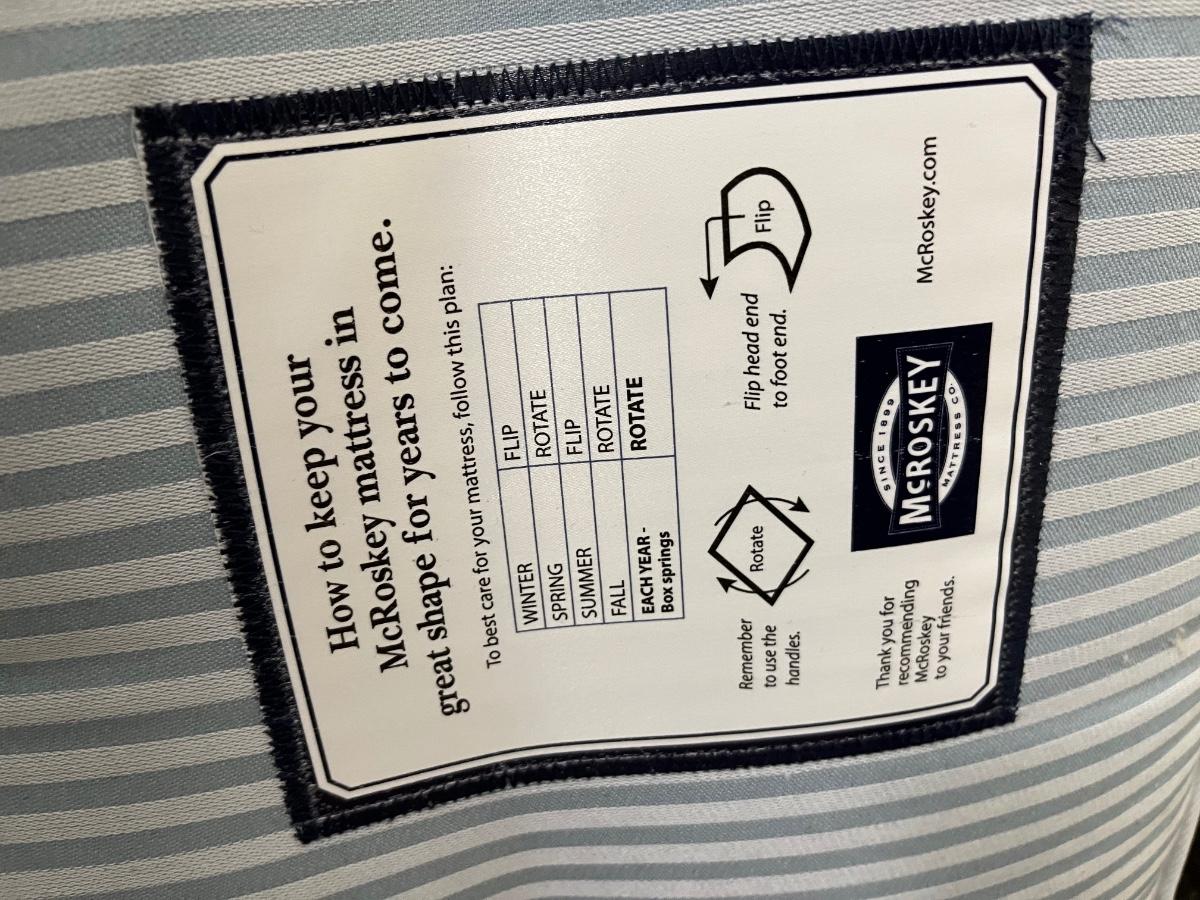 How to keep your
McRoskey mattress in
great shape for years to come.
To best care for your mattress, follow this plan:
WINTER FLIP
SPRING ROTATE
SUMMER FLIP
FALL ROTATE
EACH YEAR - ROTATE
Box springs
Remember
to use the
handles.
Rotate
Flip head end
to foot end.
Flip
Thank you for
recommending
McRoskey
to your friends.
SINCE 1899
McROSKEY
MATTRESS CO.
McRoskey.com